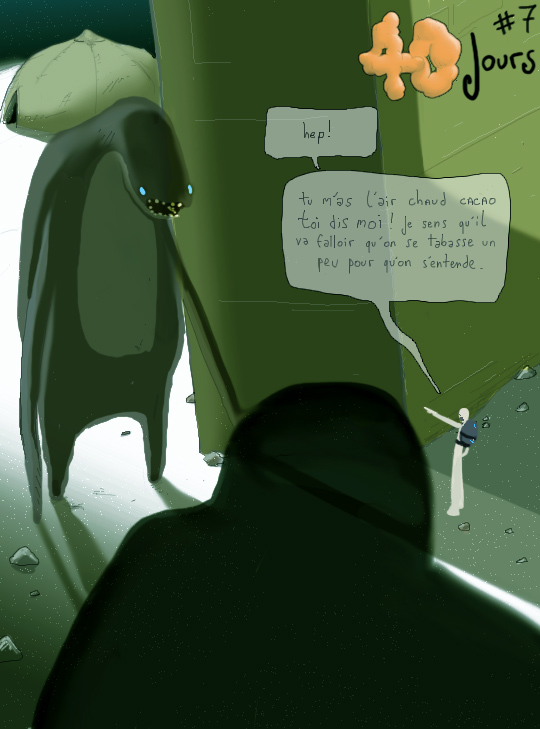 40 Jours #7
hep!
tu m'as l'air chaud cacao
toi dis moi ! Je sens qu'il
va falloir qu'on se tabasse un
peu pour qu'on s'entende.